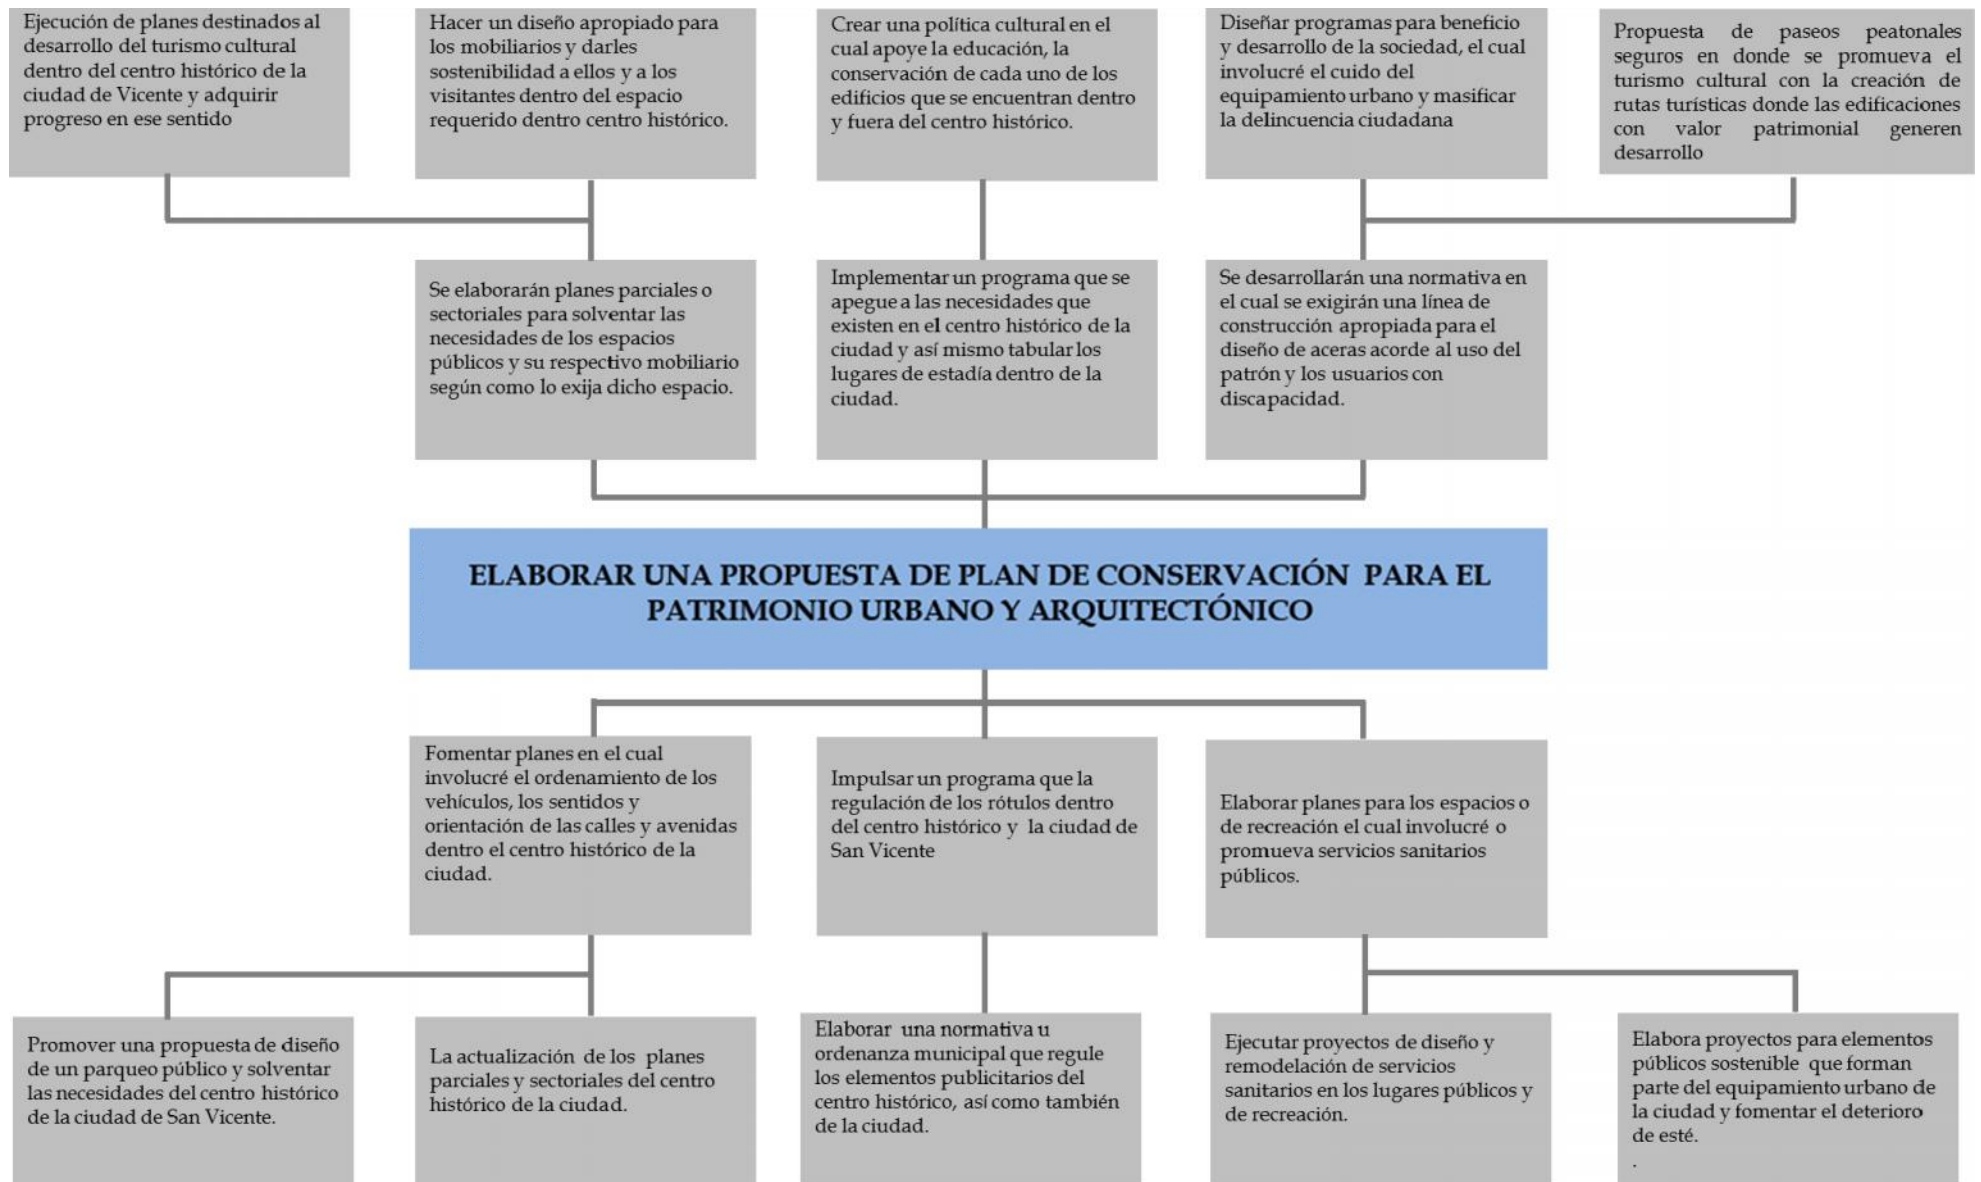 Ejecución de planes destinados al
desarrollo del turismo cultural
dentro del centro histórico de la
ciudad de Vicente y adquirir
progreso en ese sentido
Hacer un diseño apropiado para
los mobiliarios y darles
sostenibilidad a ellos y a los
visitantes dentro del espacio
requerido dentro centro histórico.
Crear una política cultural en el
cual apoye la educación, la
conservación de cada uno de los
edificios que se encuentran dentro
y fuera del centro histórico.
Diseñar programas para beneficio
y desarrollo de la sociedad, el cual
involucré el cuido del
equipamiento urbano y masificar
la delincuencia ciudadana
Propuesta de paseos peatonales
seguros en donde se promueva el
turismo cultural con la creación de
rutas turísticas donde las edificaciones
con valor patrimonial generen
desarrollo
Se elaborarán planes parciales o
sectoriales para solventar las
necesidades de los espacios
públicos y su respectivo mobiliario
según como lo exija dicho espacio.
Implementar un programa que se
apegue a las necesidades que
existen en el centro histórico de la
ciudad y así mismo tabular los
lugares de estadía dentro de la
ciudad.
Se desarrollarán una normativa en
el cual se exigirán una línea de
construcción apropiada para el
diseño de aceras acorde al uso del
patrón y los usuarios con
discapacidad.
ELABORAR UNA PROPUESTA DE PLAN DE CONSERVACIÓN PARA EL
PATRIMONIO URBANO Y ARQUITECTÓNICO
Fomentar planes en el cual
involucré el ordenamiento de los
vehículos, los sentidos y
orientación de las calles y avenidas
dentro el centro histórico de la
ciudad.
Impulsar un programa que la
regulación de los rótulos dentro
del centro histórico y la ciudad de
San Vicente
Elaborar planes para los espacios o
de recreación el cual involucré o
promueva servicios sanitarios
públicos.
Promover una propuesta de diseño
de un parqueo público y solventar
las necesidades del centro histórico
de la ciudad de San Vicente.
La actualización de los planes
parciales y sectoriales del centro
histórico de la ciudad.
Elaborar una normativa u
ordenanza municipal que regule
los elementos publicitarios del
centro histórico, así como también
de la ciudad.
Ejecutar proyectos de diseño y
remodelación de servicios
sanitarios en los lugares públicos y
de recreación.
Elabora proyectos para elementos
públicos sostenible que forman
parte del equipamiento urbano de
la ciudad y fomentar el deterioro
de esté.
.